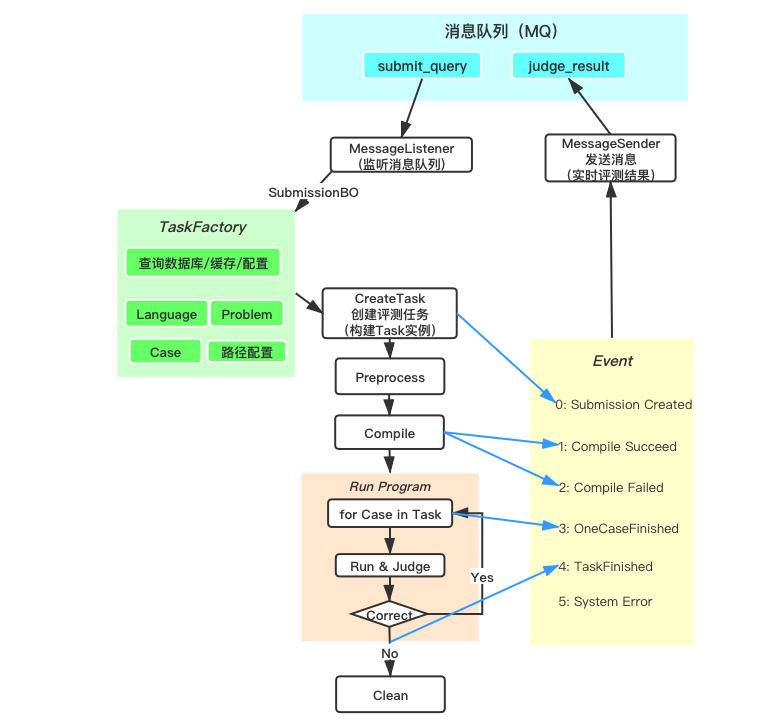 消息队列（MQ）
submit_query
judge_result
MessageListener
（监听消息队列）
MessageSender
发送消息
（实时评测结果）
SubmissionBO
TaskFactory
查询数据库/缓存/配置
Language
Problem
Case
路径配置
CreateTask
创建评测任务
（构建Task实例）
Preprocess
Compile
Run Program
for Case in Task
Run & Judge
Correct
Yes
No
Clean
Event
0: Submission Created
1: Compile Succeed
2: Compile Failed
3: OneCaseFinished
4: TaskFinished
5: System Error